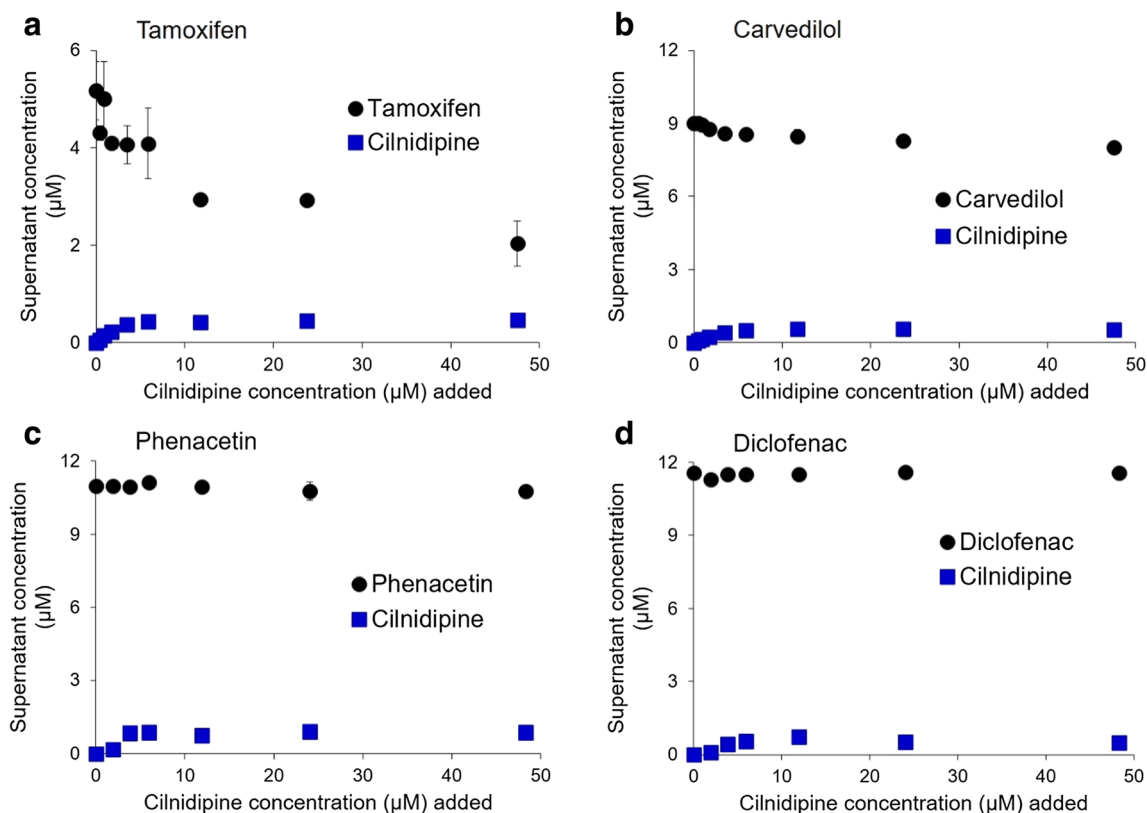 a
Tamoxifen
6
4
2
0
Supernatant concentration
(µM)
Tamoxifen
Cilnidipine
0 10 20 30 40 50
Cilnidipine concentration (µM) added
b
Carvedilol
12
9
6
3
0
Supernatant concentration
(µM)
Carvedilol
Cilnidipine
0 10 20 30 40 50
Cilnidipine concentration (µM) added
c
Phenacetin
12
9
6
3
0
Supernatant concentration
(µM)
Phenacetin
Cilnidipine
0 10 20 30 40 50
Cilnidipine concentration (µM) added
d
Diclofenac
12
9
6
3
0
Supernatant concentration
(µM)
Diclofenac
Cilnidipine
0 10 20 30 40 50
Cilnidipine concentration (µM) added